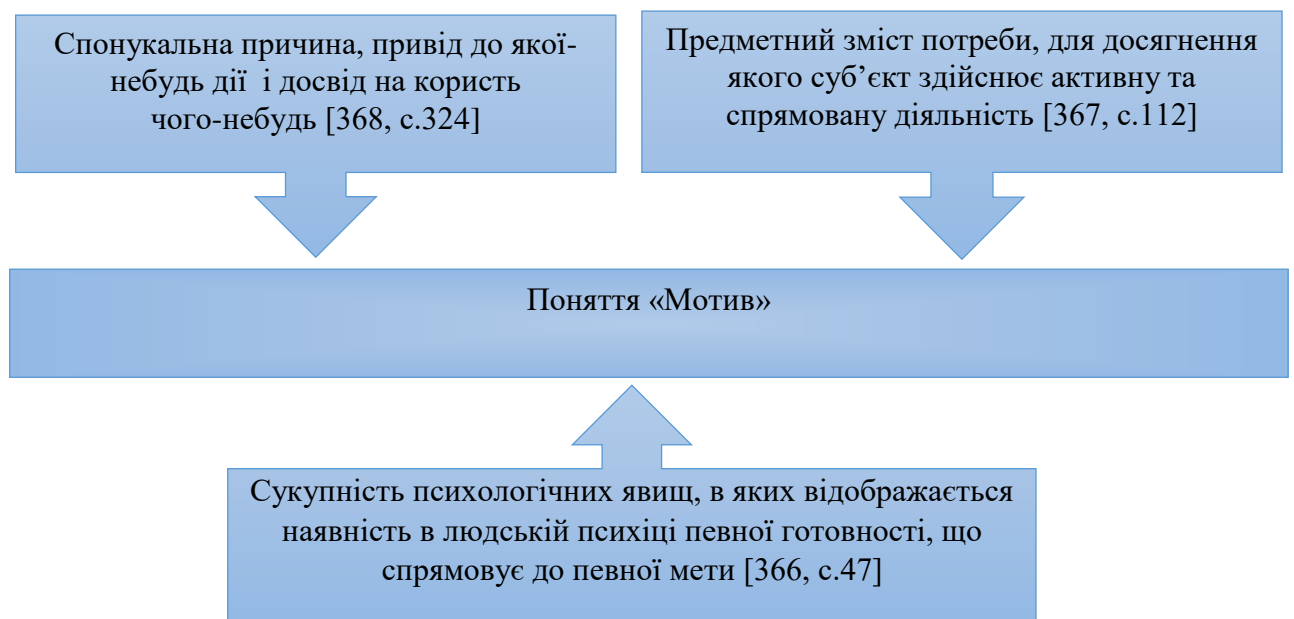 Спонукальна причина, привід до якої-
небудь дії і досвід на користь
чого-небудь [368, с.324]
Предметний зміст потреби, для досягнення
якого суб’єкт здійснює активну та
спрямовану діяльність [367, с.112]
Поняття «Мотив»
Сукупність психологічних явищ, в яких відображається
наявність в людській психіці певної готовності, що
спрямовує до певної мети [366, с.47]